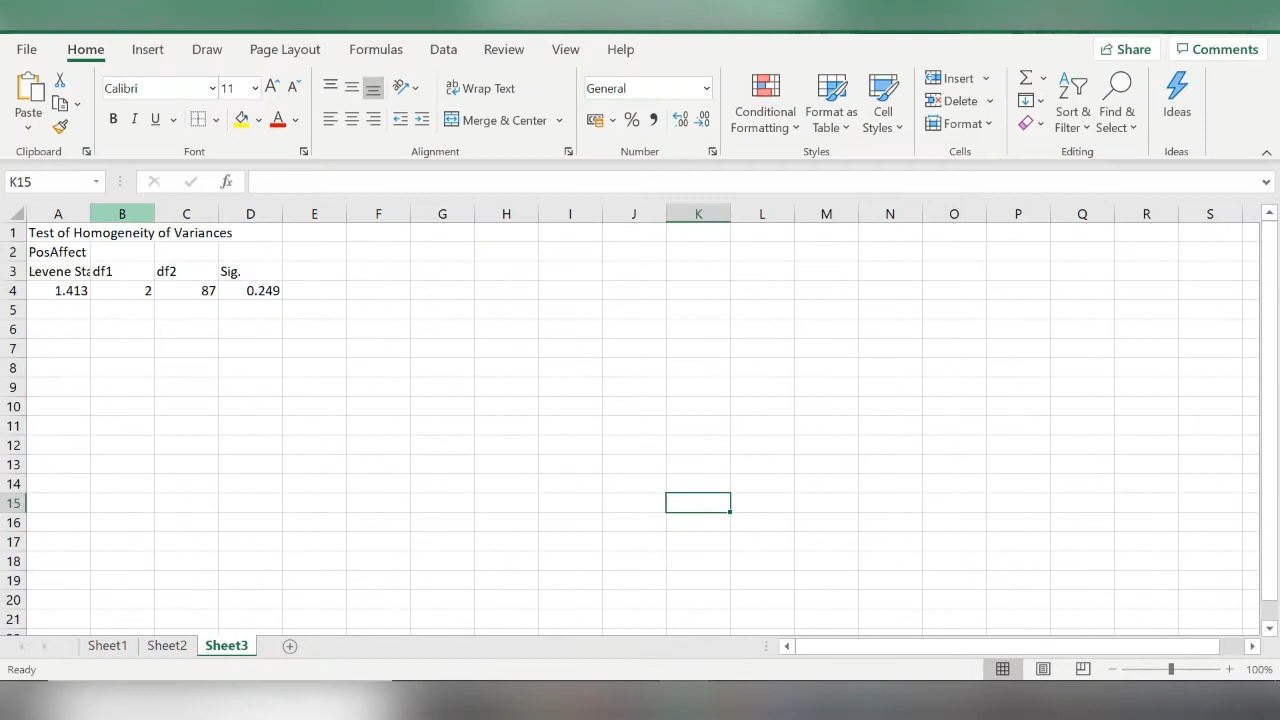 File Home Insert Draw Page Layout Formulas Data Review View Help Share Comments
Calibri 11 A A Wrap Text General Insert Σ
Paste Delete
B I U A Merge & Center % Conditional Formatting Format as Table Cell Styles Format Sort & Filter Find & Select Ideas
Clipboard Font Alignment Number Styles Cells Editing Ideas
K15 fx
A B C D E F G H I J K L M N O P Q R S
1 Test of Homogeneity of Variances
2 PosAffect
3 Levene Sta df1 df2 Sig.
4 1.413 2 87 0.249
5
6
7
8
9
10
11
12
13
14
15
16
17
18
19
20
21
Sheet1 Sheet2 Sheet3
Ready 100%